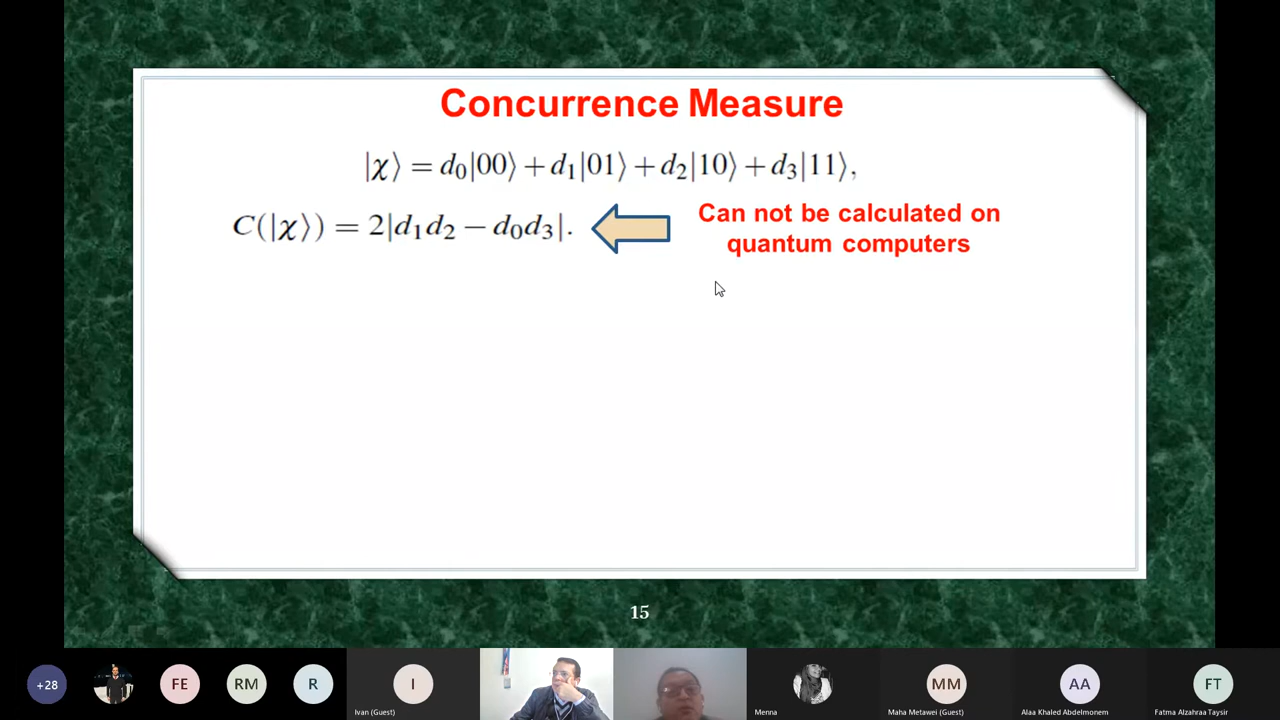 Concurrence Measure
|χ⟩ = d₀|00⟩ + d₁|01⟩ + d₂|10⟩ + d₃|11⟩,
C(|χ⟩) = 2|d₁d₂ − d₀d₃|.
Can not be calculated on
quantum computers
15
+28
FE
RM
R
I
MM
AA
FT
Ivan (Guest)
Menna
Maha Metawei (Guest)
Alaa Khaled Abdelmonem
Fatma Alzahraa Taysir